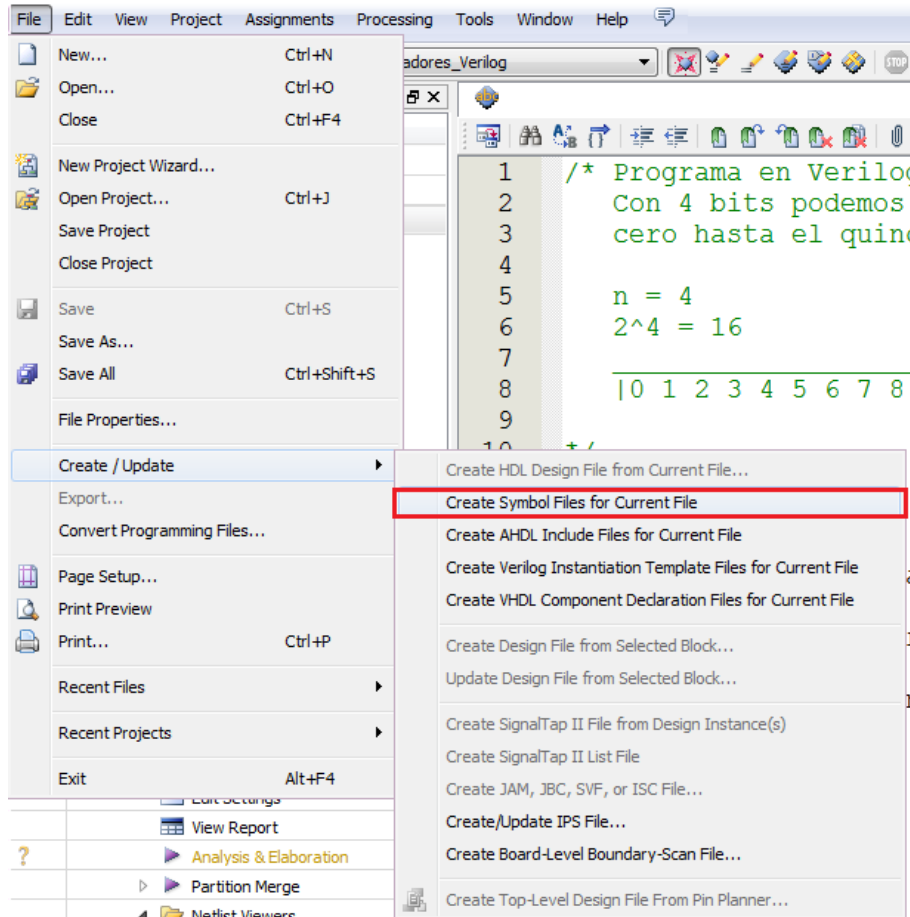 File Edit View Project Assignments Processing Tools Window Help
New... Ctrl+N
adores_Verilog
STOP
Open... Ctrl+O
abc
Close Ctrl+F4
New Project Wizard...
Open Project... Ctrl+J
Save Project
Close Project
Save Ctrl+S
Save As...
Save All Ctrl+Shift+S
File Properties...
Create / Update
Export...
Convert Programming Files...
Page Setup...
Print Preview
Print... Ctrl+P
Recent Files
Recent Projects
Exit Alt+F4
1 /* Programa en Verilog
2 Con 4 bits podemos
3 cero hasta el quin
4
5 n = 4
6 2^4 = 16
7
8 |0 1 2 3 4 5 6 7 8
9
10 */
Create HDL Design File from Current File...
Create Symbol Files for Current File
Create AHDL Include Files for Current File
Create Verilog Instantiation Template Files for Current File
Create VHDL Component Declaration Files for Current File
Create Design File from Selected Block...
Update Design File from Selected Block...
Create SignalTap II File from Design Instance(s)
Create SignalTap II List File
Create JAM, JBC, SVF, or ISC File...
Create/Update IPS File...
Create Board-Level Boundary-Scan File...
Create Top-Level Design File From Pin Planner...
Edit Settings
View Report
? Analysis & Elaboration
Partition Merge
Netlist Viewers